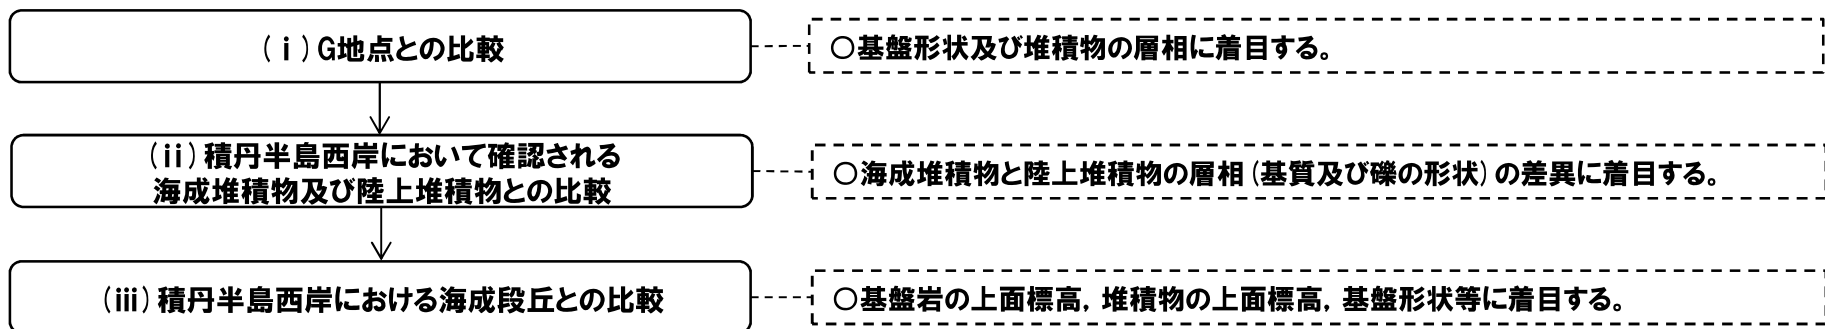 (ⅰ)G地点との比較
○基盤形状及び堆積物の層相に着目する。
(ⅱ)積丹半島西岸において確認される
海成堆積物及び陸上堆積物との比較
○海成堆積物と陸上堆積物の層相(基質及び礫の形状)の差異に着目する。
(ⅲ)積丹半島西岸における海成段丘との比較
○基盤岩の上面標高，堆積物の上面標高，基盤形状等に着目する。